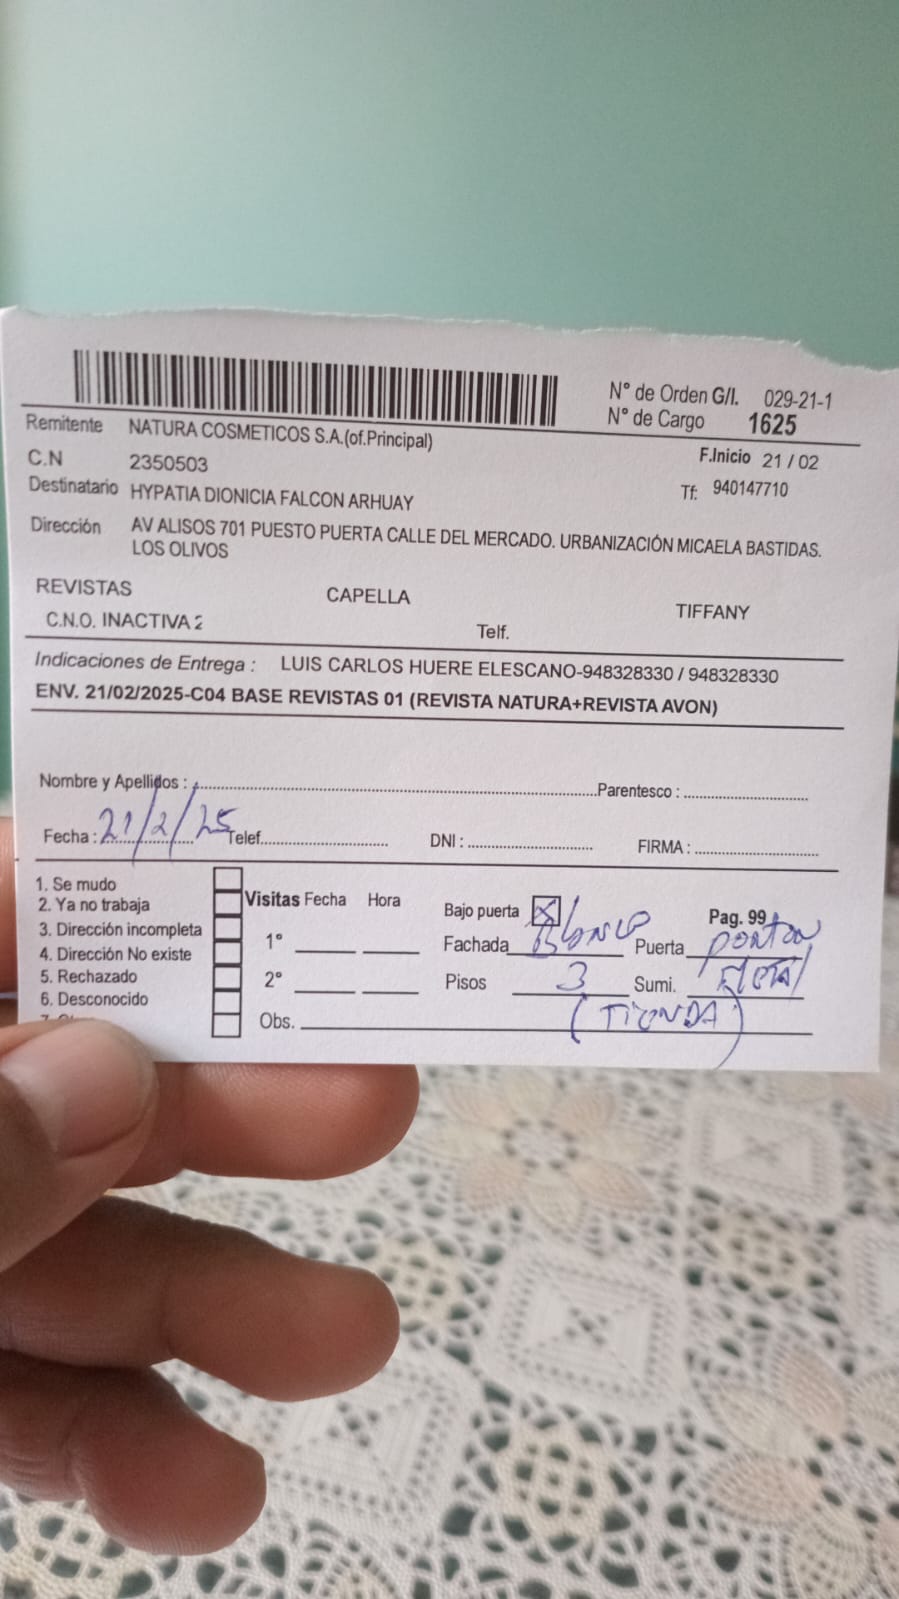 N° de Orden G/I. 029-21-1
N° de Cargo 1625
Remitente NATURA COSMETICOS S.A.(of.Principal)
F.Inicio 21 / 02
C.N 2350503
Tf: 940147710
Destinatario HYPATIA DIONICIA FALCON ARHUAY
Dirección AV ALISOS 701 PUESTO PUERTA CALLE DEL MERCADO. URBANIZACIÓN MICAELA BASTIDAS.
LOS OLIVOS
REVISTAS CAPELLA TIFFANY
C.N.O. INACTIVA 2 Telf.
Indicaciones de Entrega : LUIS CARLOS HUERE ELESCANO-948328330 / 948328330
ENV. 21/02/2025-C04 BASE REVISTAS 01 (REVISTA NATURA+REVISTA AVON)
Nombre y Apellidos : Parentesco :
Fecha : 21/2/25 Telef. DNI : FIRMA :
1. Se mudo
2. Ya no trabaja
3. Dirección incompleta
4. Dirección No existe
5. Rechazado
6. Desconocido
Visitas Fecha Hora
1°
2°
Obs. (TIENDA)
Bajo puerta X Pag. 99
Fachada Blanco Puerta porton
Pisos 3 Sumi. Metal